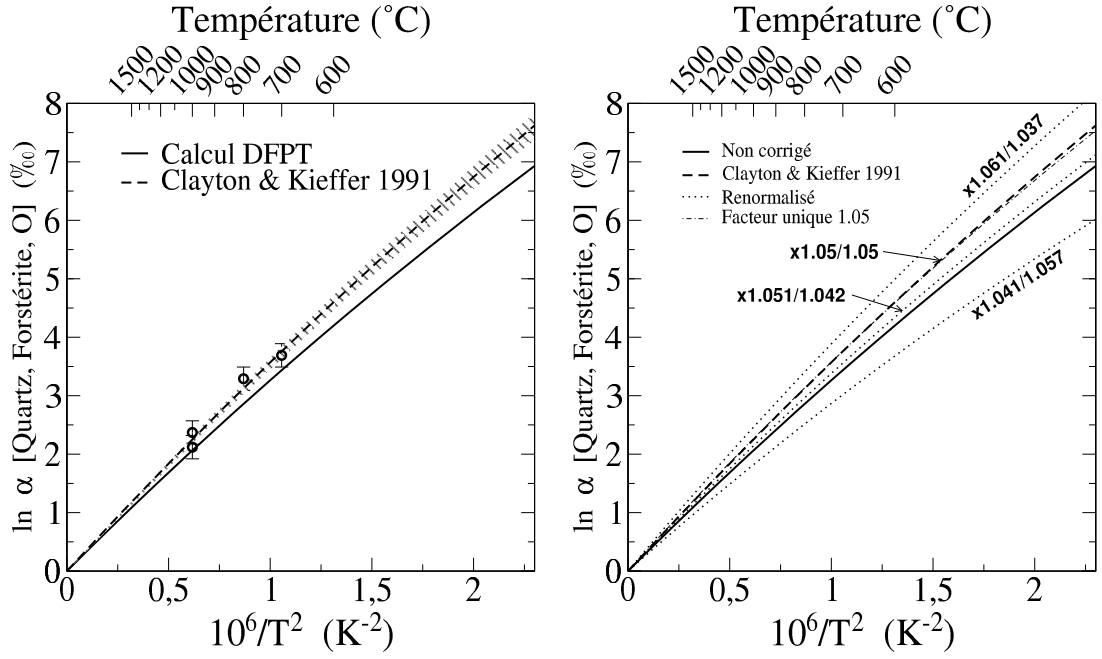 Température (°C)
1500 1200 1000 900 800 700 600
8
7
6
5
4
3
2
1
0
ln α [Quartz, Forstérite, O] (‰)
Calcul DFPT
Clayton & Kieffer 1991
0 0,5 1 1,5 2
10⁶/T² (K⁻²)
Température (°C)
1500 1200 1000 900 800 700 600
8
7
6
5
4
3
2
1
0
ln α [Quartz, Forstérite, O] (‰)
Non corrigé
Clayton & Kieffer 1991
Renormalisé
Facteur unique 1.05
x1.061/1.037
x1.05/1.05
x1.051/1.042
x1.041/1.057
0 0,5 1 1,5 2
10⁶/T² (K⁻²)